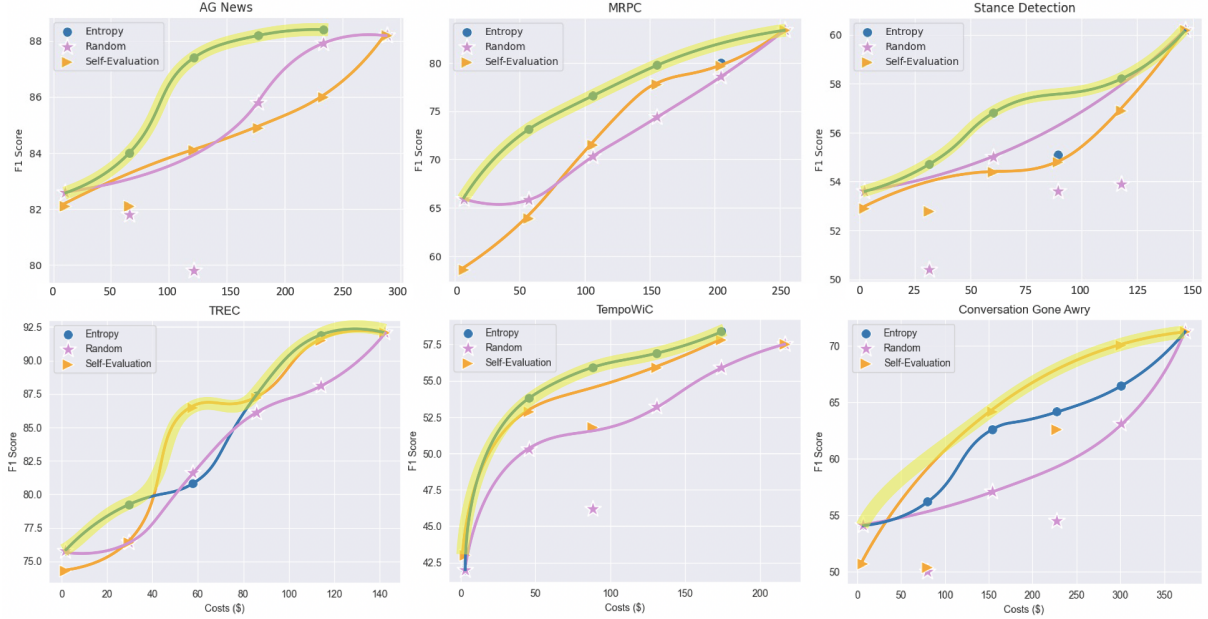 AG News
88
86
84
82
80
F1 Score
Entropy
Random
Self-Evaluation
0
50
100
150
200
250
300
MRPC
80
75
70
65
60
F1 Score
Entropy
Random
Self-Evaluation
0
50
100
150
200
250
Stance Detection
60
58
56
54
52
50
F1 Score
Entropy
Random
Self-Evaluation
0
25
50
75
100
125
150
TREC
92.5
90.0
87.5
85.0
82.5
80.0
77.5
75.0
F1 Score
Entropy
Random
Self-Evaluation
0
20
40
60
80
100
120
140
Costs ($)
TempoWiC
57.5
55.0
52.5
50.0
47.5
45.0
42.5
F1 Score
Entropy
Random
Self-Evaluation
0
50
100
150
200
Costs ($)
Conversation Gone Awry
70
65
60
55
50
F1 Score
Entropy
Random
Self-Evaluation
0
50
100
150
200
250
300
350
Costs ($)